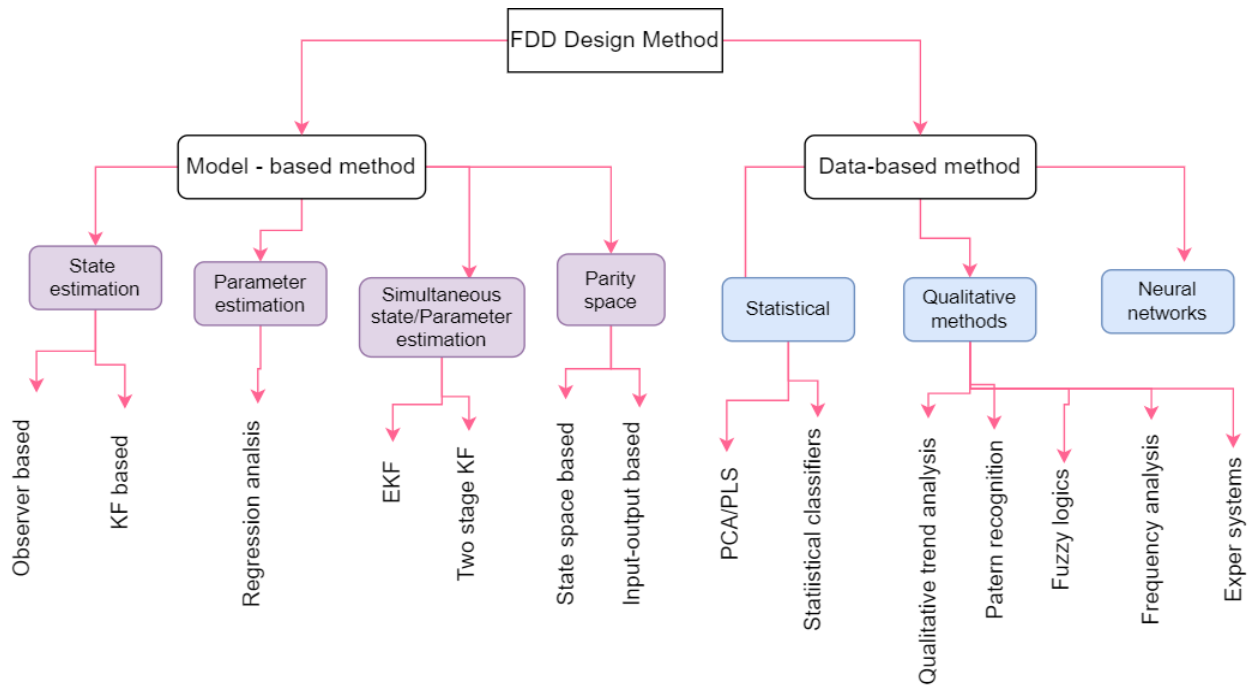 FDD Design Method
Model - based method
Data-based method
State
estimation
Parameter
estimation
Simultaneous
state/Parameter
estimation
Parity
space
Statistical
Qualitative
methods
Neural
networks
Observer based
KF based
Regression analsis
EKF
Two stage KF
State space based
Input-output based
PCA/PLS
Statiistical classifiers
Qualitative trend analysis
Patern recognition
Fuzzy logics
Frequency analysis
Exper systems